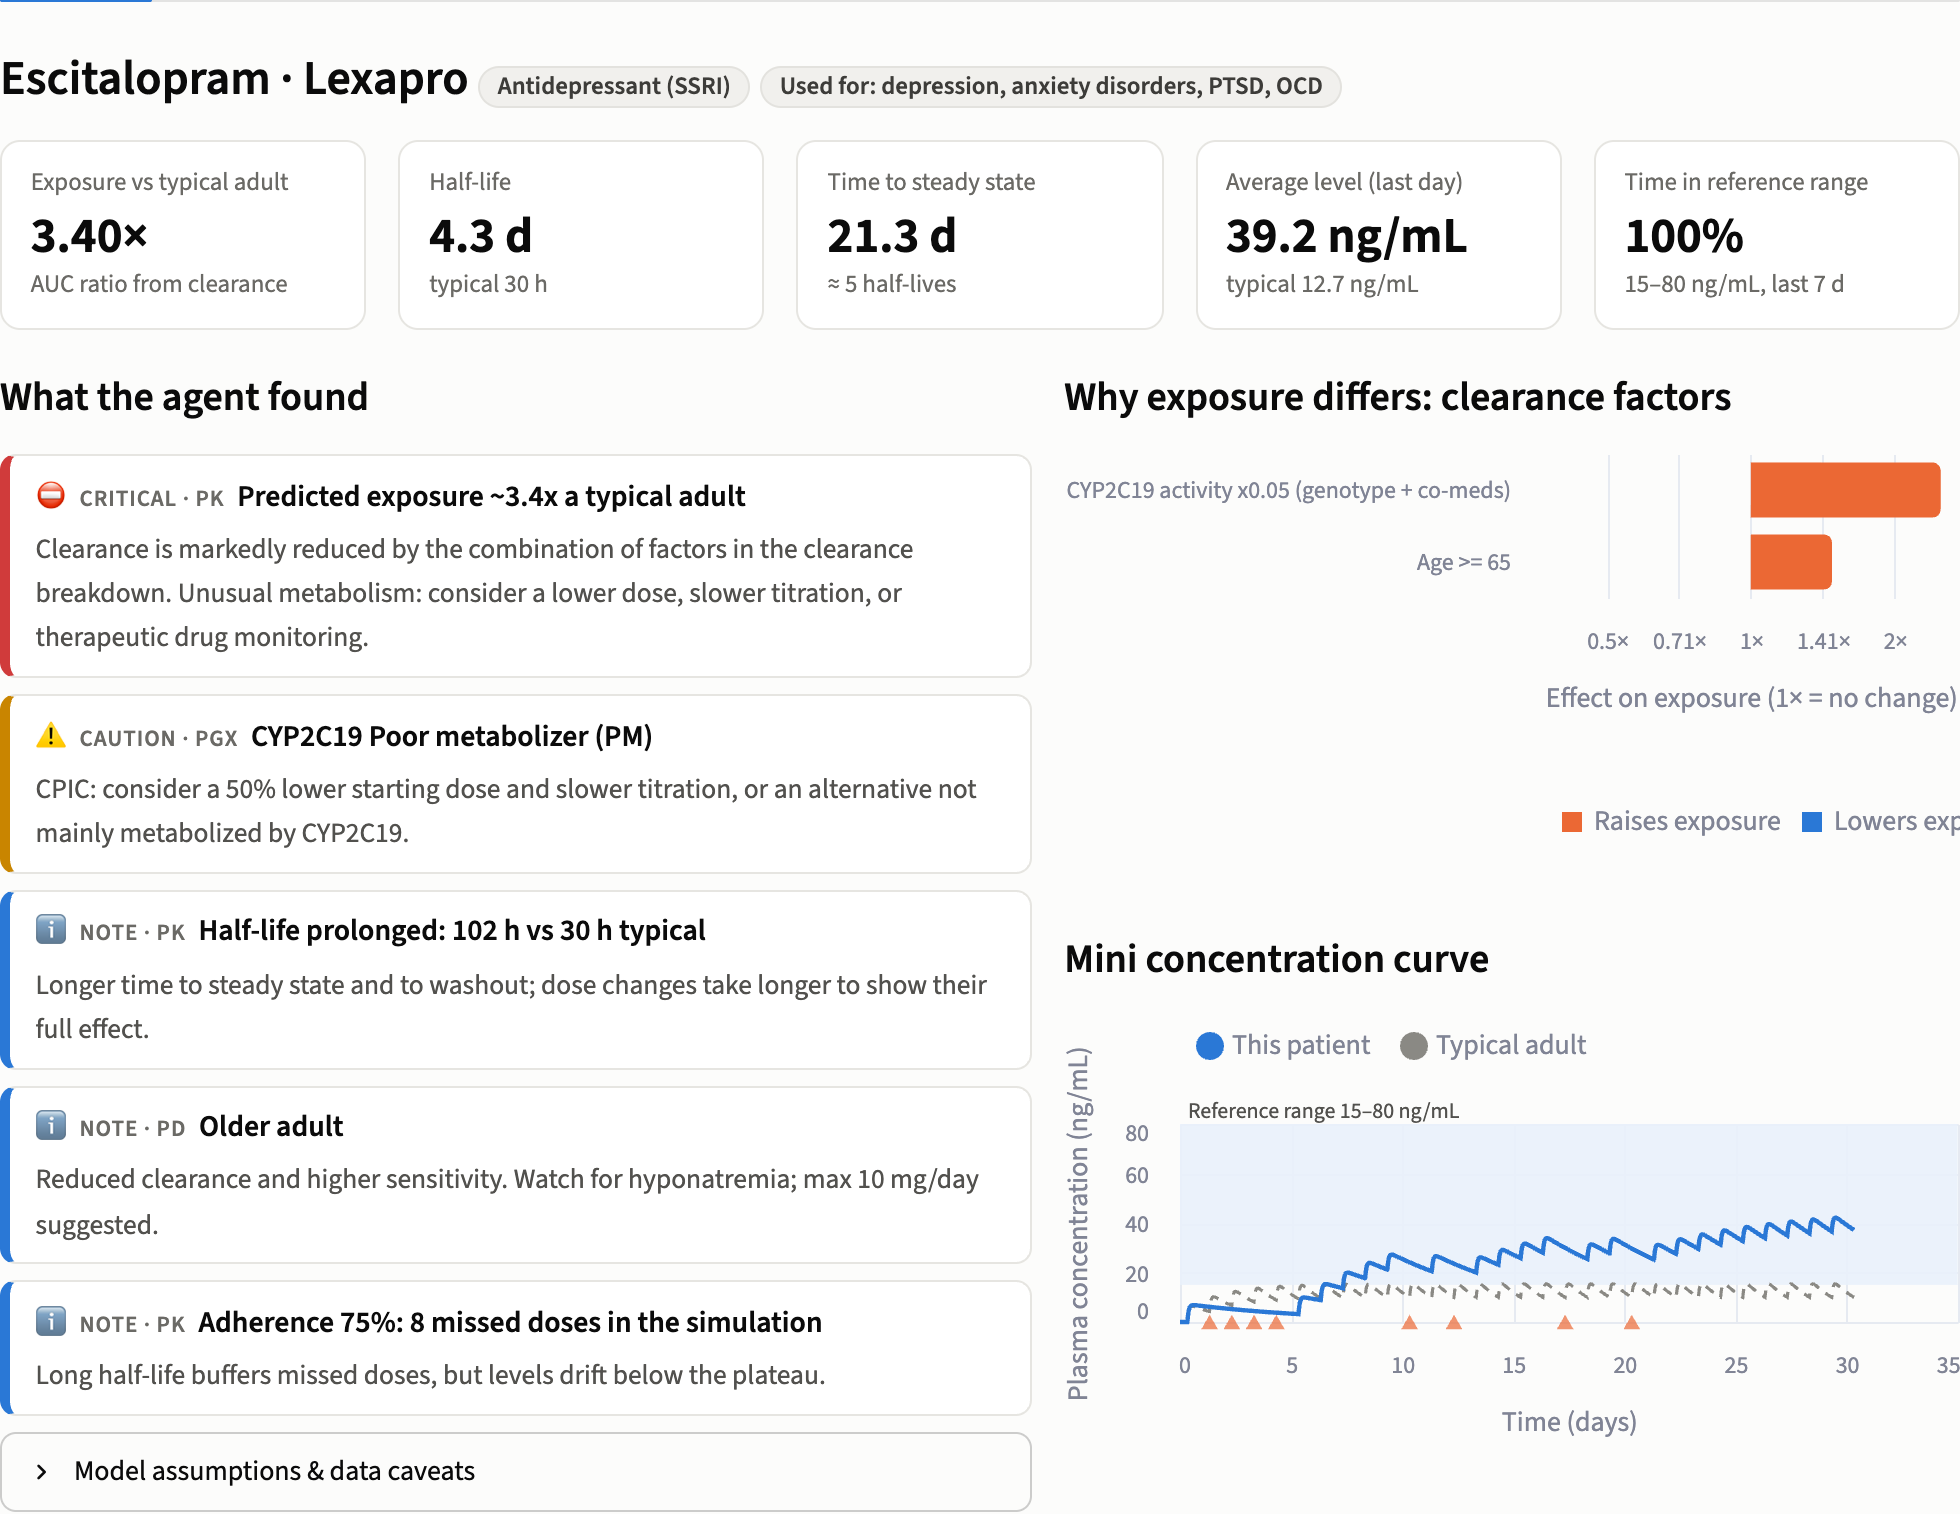 Escitalopram · Lexapro
Antidepressant (SSRI)
Used for: depression, anxiety disorders, PTSD, OCD
Exposure vs typical adult
3.40×
AUC ratio from clearance
Half-life
4.3 d
typical 30 h
Time to steady state
21.3 d
≈ 5 half-lives
Average level (last day)
39.2 ng/mL
typical 12.7 ng/mL
Time in reference range
100%
15–80 ng/mL, last 7 d
What the agent found
CRITICAL · PK Predicted exposure ~3.4x a typical adult
Clearance is markedly reduced by the combination of factors in the clearance
breakdown. Unusual metabolism: consider a lower dose, slower titration, or
therapeutic drug monitoring.
CAUTION · PGX CYP2C19 Poor metabolizer (PM)
CPIC: consider a 50% lower starting dose and slower titration, or an alternative not
mainly metabolized by CYP2C19.
NOTE · PK Half-life prolonged: 102 h vs 30 h typical
Longer time to steady state and to washout; dose changes take longer to show their
full effect.
NOTE · PD Older adult
Reduced clearance and higher sensitivity. Watch for hyponatremia; max 10 mg/day
suggested.
NOTE · PK Adherence 75%: 8 missed doses in the simulation
Long half-life buffers missed doses, but levels drift below the plateau.
Model assumptions & data caveats
Why exposure differs: clearance factors
CYP2C19 activity x0.05 (genotype + co-meds)
Age >= 65
0.5× 0.71× 1× 1.41× 2×
Effect on exposure (1× = no change)
Raises exposure Lowers exp
Mini concentration curve
This patient Typical adult
Reference range 15–80 ng/mL
Plasma concentration (ng/mL)
80
60
40
20
0
0 5 10 15 20 25 30 35
Time (days)